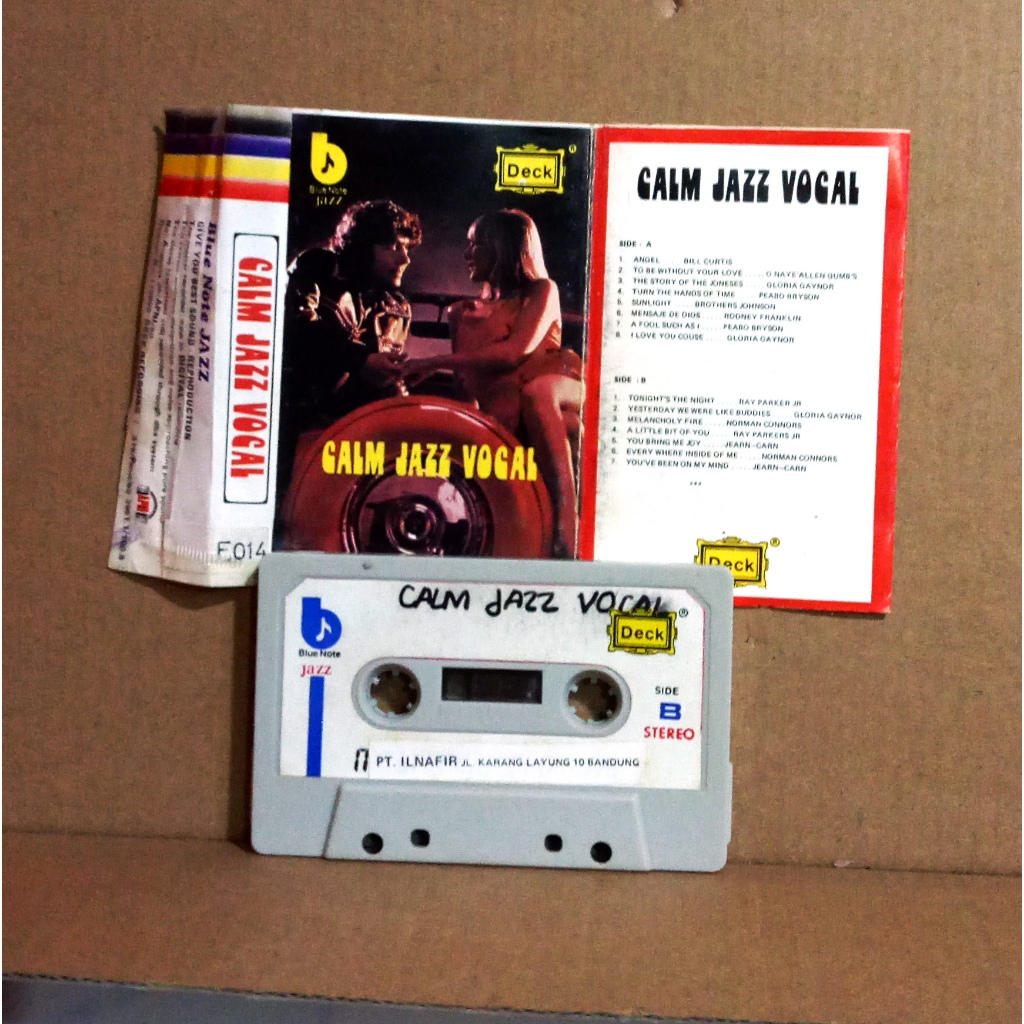 Blue Note JAZZ
GIVE YOU BEST SOUND REPRODUCTION
CALM JAZZ VOCAL
E014
Blue Note
jazz
Deck
CALM JAZZ VOCAL
CALM JAZZ VOCAL
SIDE : A
1. ANGEL ..... BILL CURTIS
2. TO BE WITHOUT YOUR LOVE ..... O NAYE'ALLEN GUMB'S
3. THE STORY OF THE JONESES ..... GLORIA GAYNOR
4. TURN THE HANDS OF TIME ..... PEABO BRYSON
5. SUNLIGHT ..... BROTHERS JOHNSON
6. MENSAJE DE DIOS ..... RODNEY FRANKLIN
7. A FOOL SUCH AS I ..... PEABO BRYSON
8. I LOVE YOU COUSE ..... GLORIA GAYNOR
SIDE : B
1. TONIGHT'S THE NIGHT ..... RAY PARKER JR
2. YESTERDAY WE WERE LIKE BUDDIES ..... GLORIA GAYNOR
3. MELANCHOLY FIRE ..... NORMAN CONNORS
4. A LITTLE BIT OF YOU ..... RAY PARKERS JR
5. YOU BRING ME JOY ..... JEARN-CARN
6. EVERY WHERE INSIDE OF ME ..... NORMAN CONNORS
7. YOU'VE BEEN ON MY MIND ..... JEARN-CARN
***
Deck
CALM JAZZ VOCAL
Blue Note
jazz
Deck
SIDE
B
STEREO
PT. ILNAFIR JL. KARANG LAYUNG 10 BANDUNG